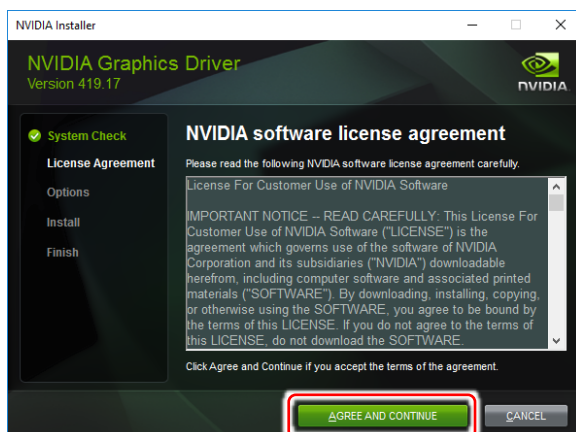 NVIDIA Installer
NVIDIA Graphics Driver
Version 419.17
NVIDIA.
System Check
License Agreement
Options
Install
Finish
NVIDIA software license agreement
Please read the following NVIDIA software license agreement carefully.
License For Customer Use of NVIDIA Software
IMPORTANT NOTICE -- READ CAREFULLY: This License For
Customer Use of NVIDIA Software ("LICENSE") is the
agreement which governs use of the software of NVIDIA
Corporation and its subsidiaries ("NVIDIA") downloadable
herefrom, including computer software and associated printed
materials ("SOFTWARE"). By downloading, installing, copying,
or otherwise using the SOFTWARE, you agree to be bound by
the terms of this LICENSE. If you do not agree to the terms of
this LICENSE, do not download the SOFTWARE.
Click Agree and Continue if you accept the terms of the agreement.
AGREE AND CONTINUE
CANCEL